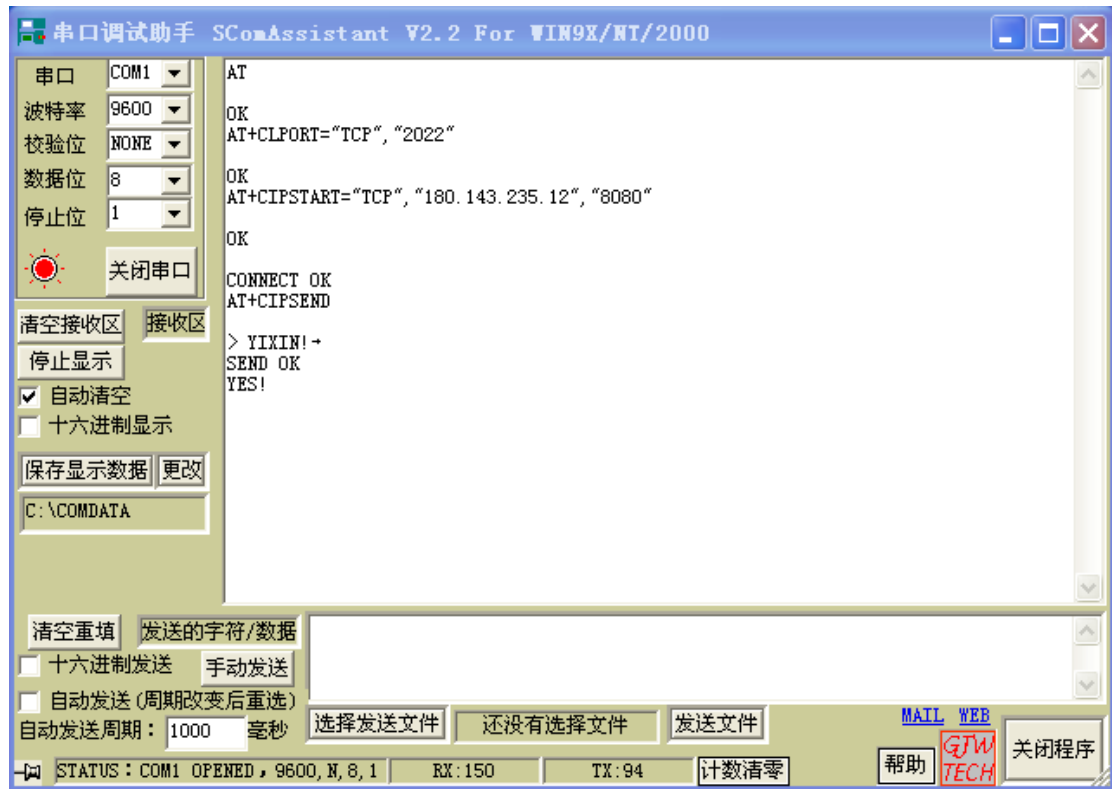 串口调试助手 SComAssistant V2.2 For WIN9X/NT/2000
串口 COM1
波特率 9600
校验位 NONE
数据位 8
停止位 1
关闭串口
清空接收区 接收区
停止显示
自动清空
十六进制显示
保存显示数据 更改
C:\COMDATA
AT
OK
AT+CLPORT="TCP","2022"
OK
AT+CIPSTART="TCP","180.143.235.12","8080"
OK
CONNECT OK
AT+CIPSEND
> YIXIN!→
SEND OK
YES!
清空重填 发送的字符/数据
十六进制发送 手动发送
自动发送(周期改变后重选)
自动发送周期：1000 毫秒 选择发送文件 还没有选择文件 发送文件
MAIL WEB
帮助 GJW TECH 关闭程序
STATUS：COM1 OPENED，9600,N,8,1 RX:150 TX:94 计数清零